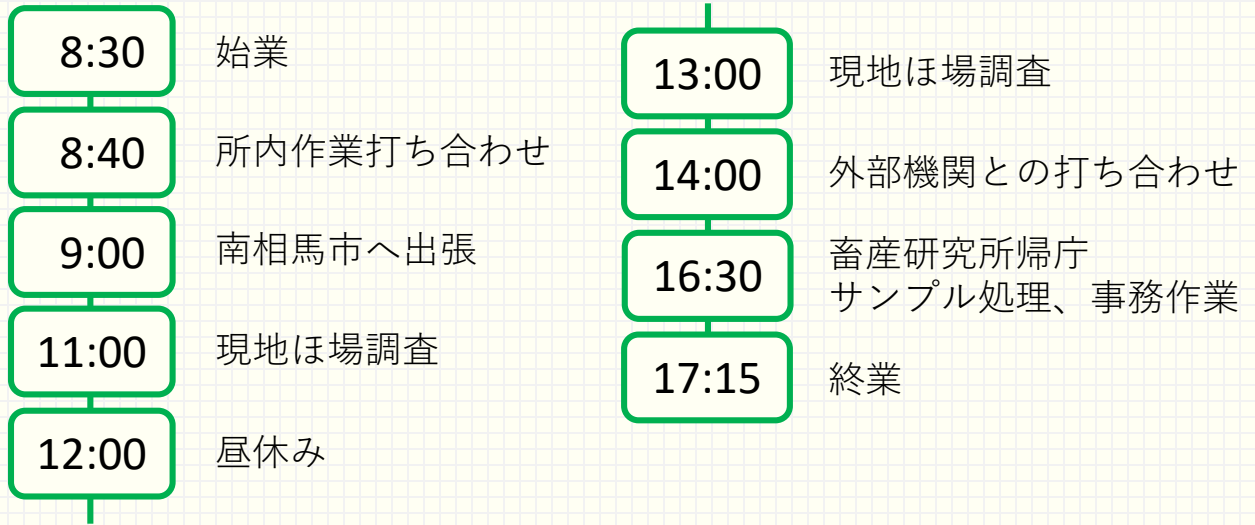 8:30 始業
8:40 所内作業打ち合わせ
9:00 南相馬市へ出張
11:00 現地ほ場調査
12:00 昼休み
13:00 現地ほ場調査
14:00 外部機関との打ち合わせ
16:30 畜産研究所帰庁
サンプル処理、事務作業
17:15 終業